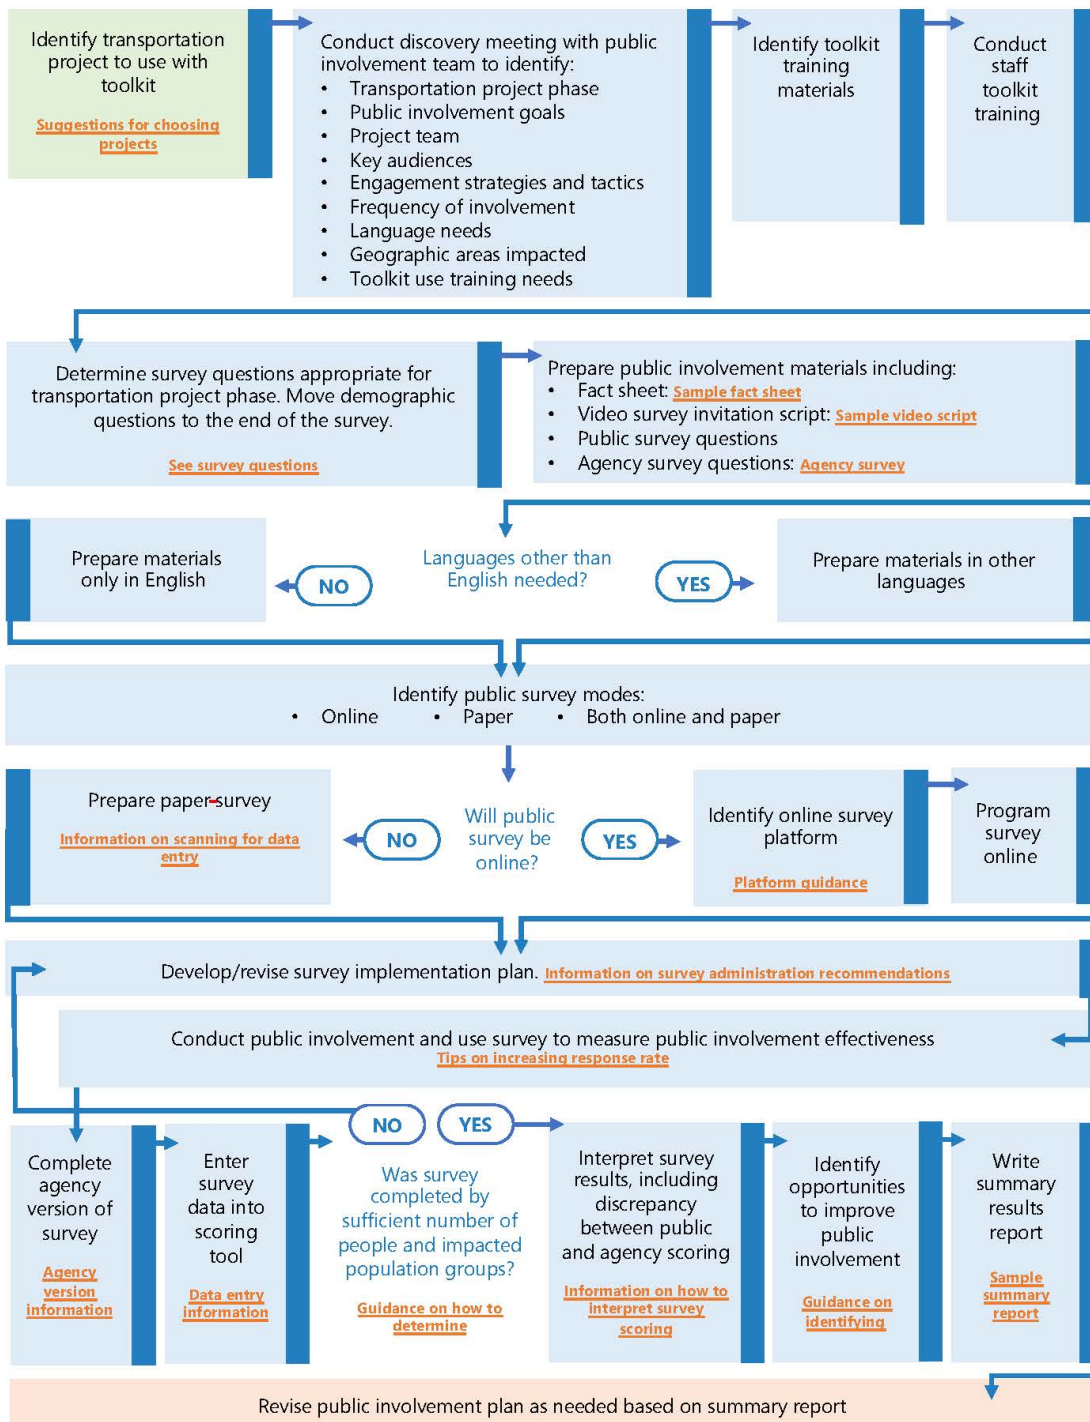 Identify transportation
project to use with
toolkit
Suggestions for choosing
projects
Conduct discovery meeting with public
involvement team to identify:
• Transportation project phase
• Public involvement goals
• Project team
• Key audiences
• Engagement strategies and tactics
• Frequency of involvement
• Language needs
• Geographic areas impacted
• Toolkit use training needs
Identify toolkit
training
materials
Conduct
staff
toolkit
training
Determine survey questions appropriate for
transportation project phase. Move demographic
questions to the end of the survey.
See survey questions
Prepare public involvement materials including:
• Fact sheet: Sample fact sheet
• Video survey invitation script: Sample video script
• Public survey questions
• Agency survey questions: Agency survey
Prepare materials
only in English
NO
Languages other than
English needed?
YES
Prepare materials in other
languages
Identify public survey modes:
• Online • Paper • Both online and paper
Prepare paper-survey
Information on scanning for data
entry
NO
Will public
survey be
online?
YES
Identify online survey
platform
Platform guidance
Program
survey
online
Develop/revise survey implementation plan. Information on survey administration recommendations
Conduct public involvement and use survey to measure public involvement effectiveness
Tips on increasing response rate
Complete
agency
version of
survey
Agency
version
information
Enter
survey
data into
scoring
tool
Data entry
information
NO YES
Was survey
completed by
sufficient number of
people and impacted
population groups?
Guidance on how to
determine
Interpret survey
results, including
discrepancy
between public
and agency scoring
Information on how to
interpret survey
scoring
Identify
opportunities
to improve
public
involvement
Guidance on
identifying
Write
summary
results
report
Sample
summary
report
Revise public involvement plan as needed based on summary report